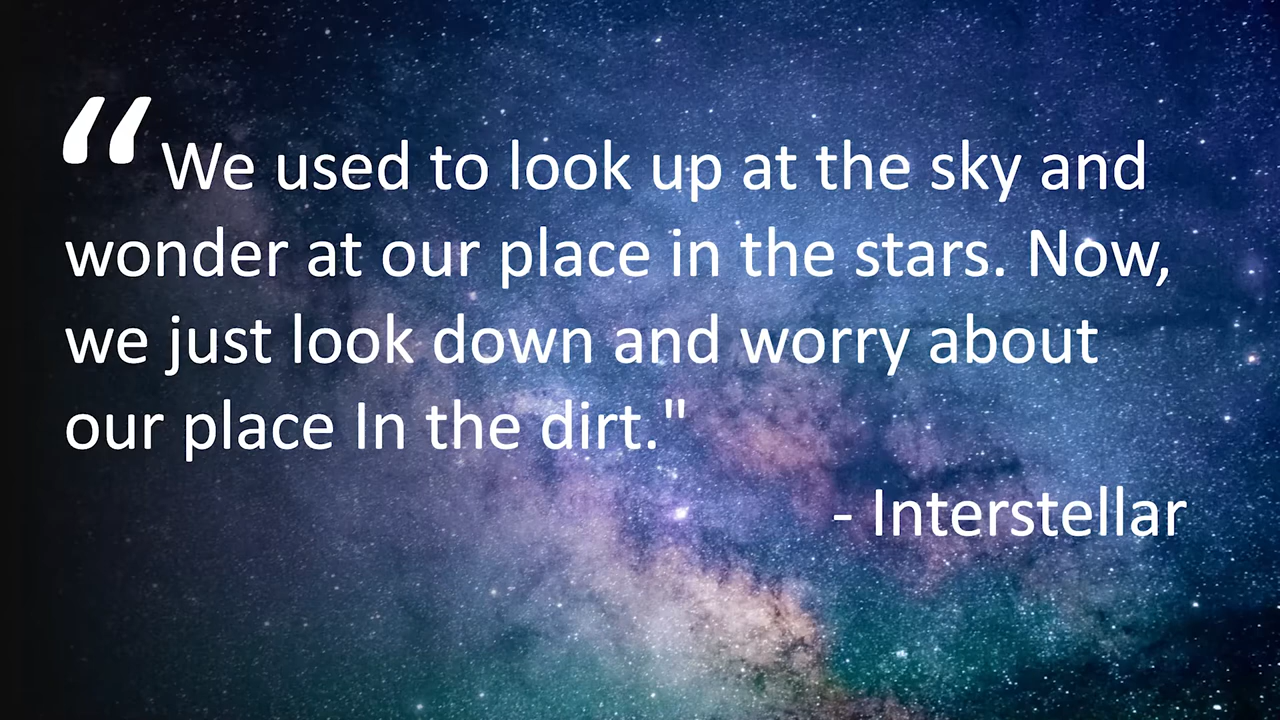 “We used to look up at the sky and
wonder at our place in the stars. Now,
we just look down and worry about
our place In the dirt."
- Interstellar